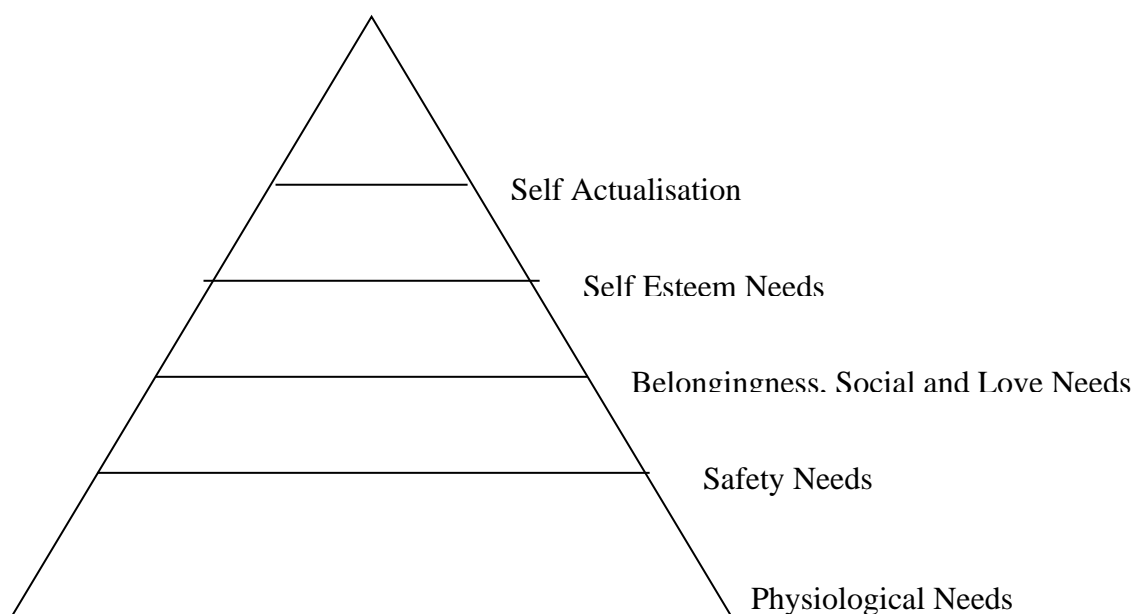 Self Actualisation
Self Esteem Needs
Belongingness, Social and Love Needs
Safety Needs
Physiological Needs